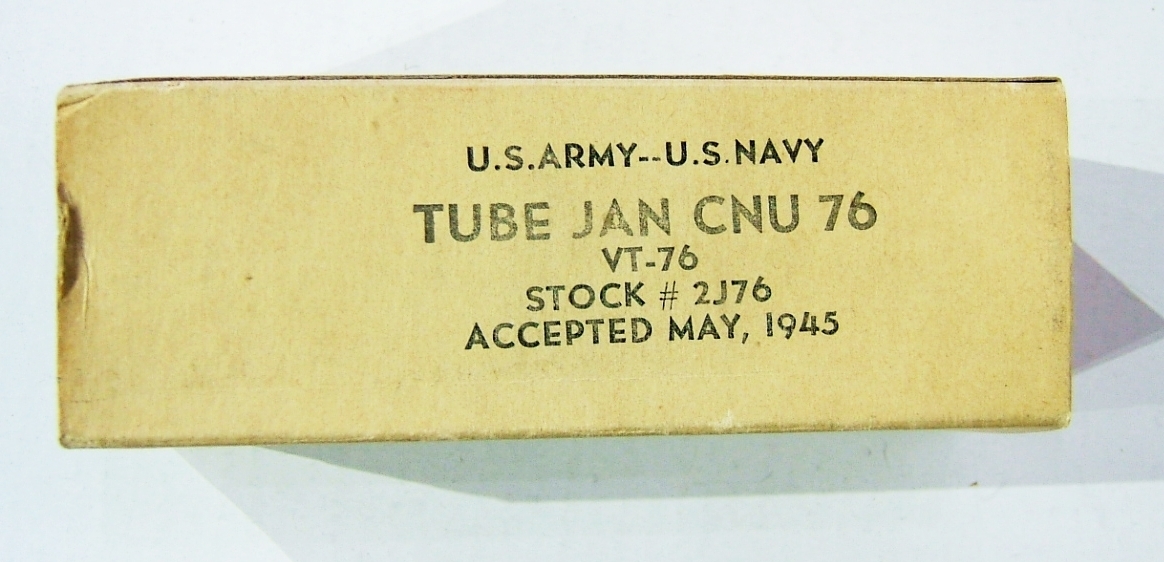 U.S.ARMY--U.S.NAVY
TUBE JAN CNU 76
VT-76
STOCK # 2J76
ACCEPTED MAY, 1945